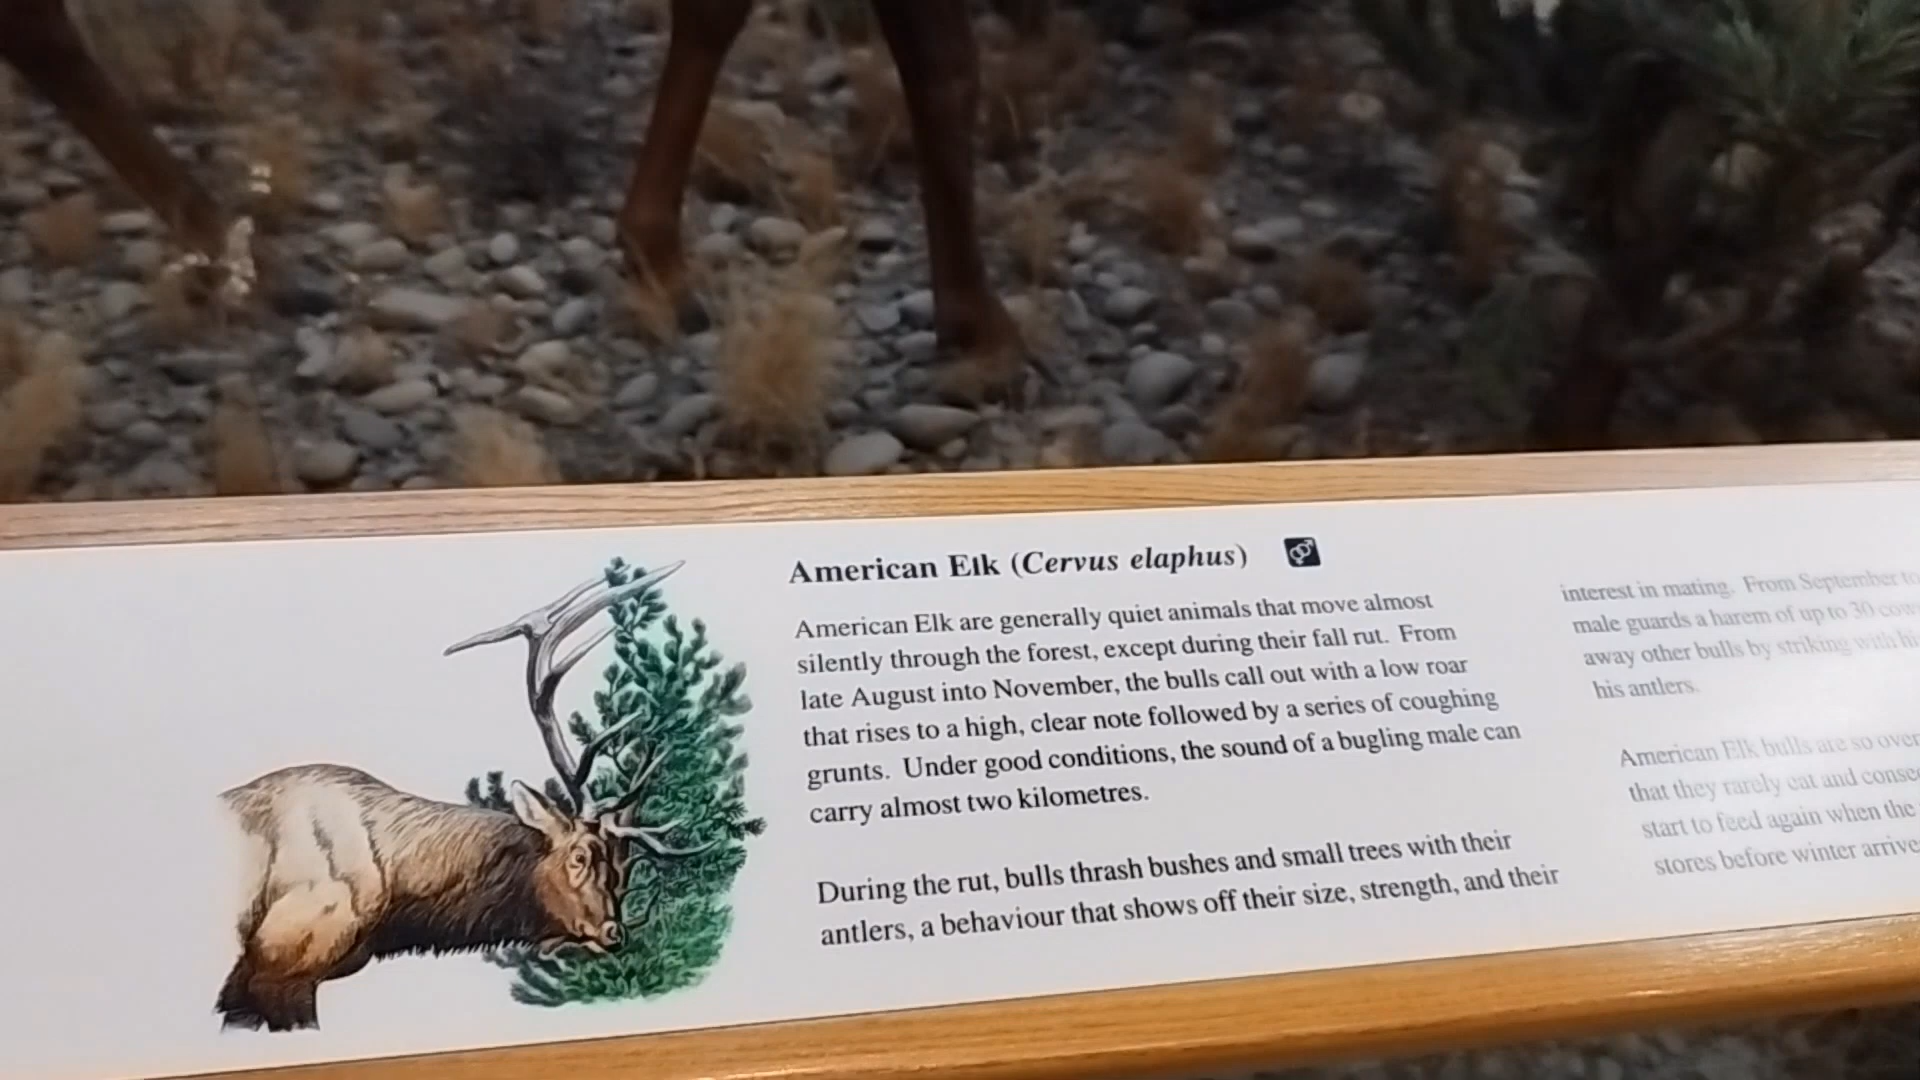 American Elk (Cervus elaphus)
American Elk are generally quiet animals that move almost
silently through the forest, except during their fall rut. From
late August into November, the bulls call out with a low roar
that rises to a high, clear note followed by a series of coughing
grunts. Under good conditions, the sound of a bugling male can
carry almost two kilometres.
During the rut, bulls thrash bushes and small trees with their
antlers, a behaviour that shows off their size, strength, and their
interest in mating. From September to
male guards a harem of up to 30 cows
away other bulls by striking with his
his antlers.
American Elk bulls are so over
that they rarely eat and conse
start to feed again when the
stores before winter arrive